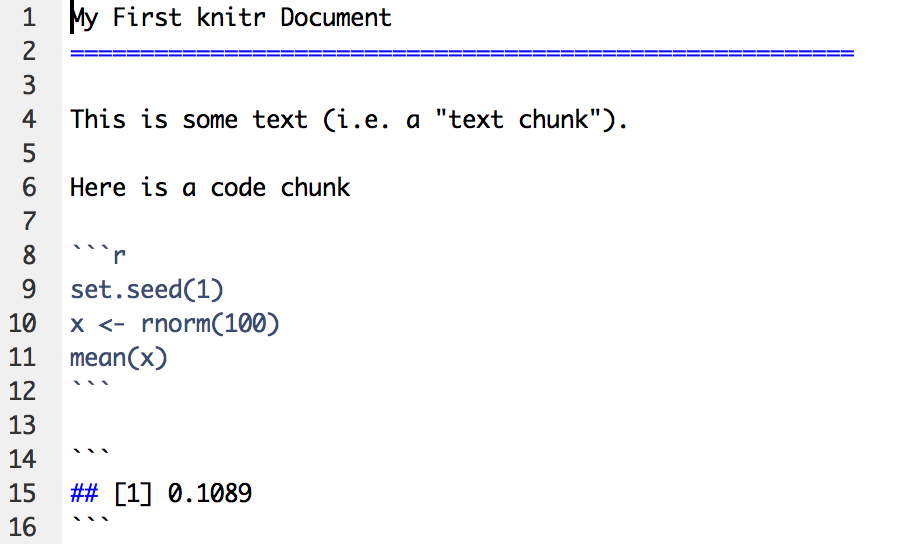 1 My First knitr Document
2 ========================================================
3
4 This is some text (i.e. a "text chunk").
5
6 Here is a code chunk
7
8 ```r
9 set.seed(1)
10 x <- rnorm(100)
11 mean(x)
12 ```
13
14 ```
15 ## [1] 0.1089
16 ```